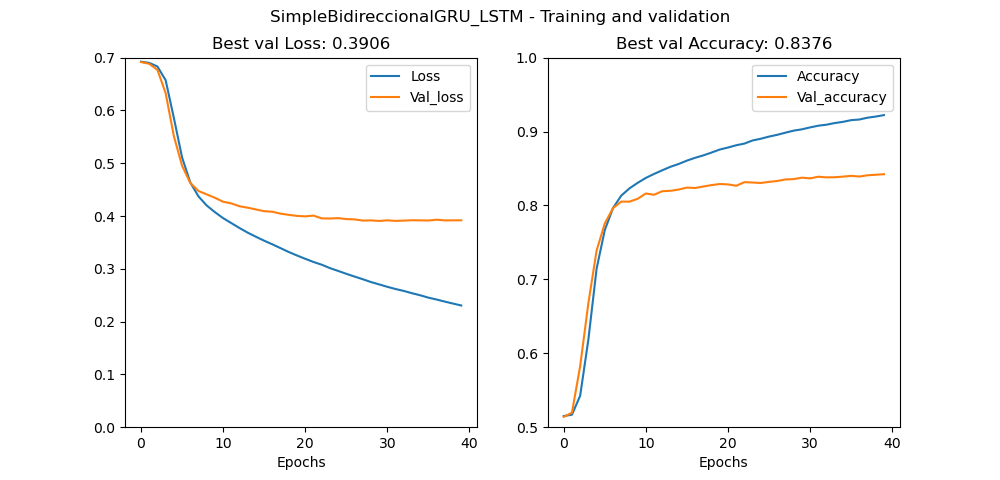 SimpleBidireccionalGRU_LSTM - Training and validation
Best val Loss: 0.3906
0.7
0.6
0.5
0.4
0.3
0.2
0.1
0.0
0
10
20
30
40
Epochs
Loss
Val_loss
Best val Accuracy: 0.8376
1.0
0.9
0.8
0.7
0.6
0.5
0
10
20
30
40
Epochs
Accuracy
Val_accuracy